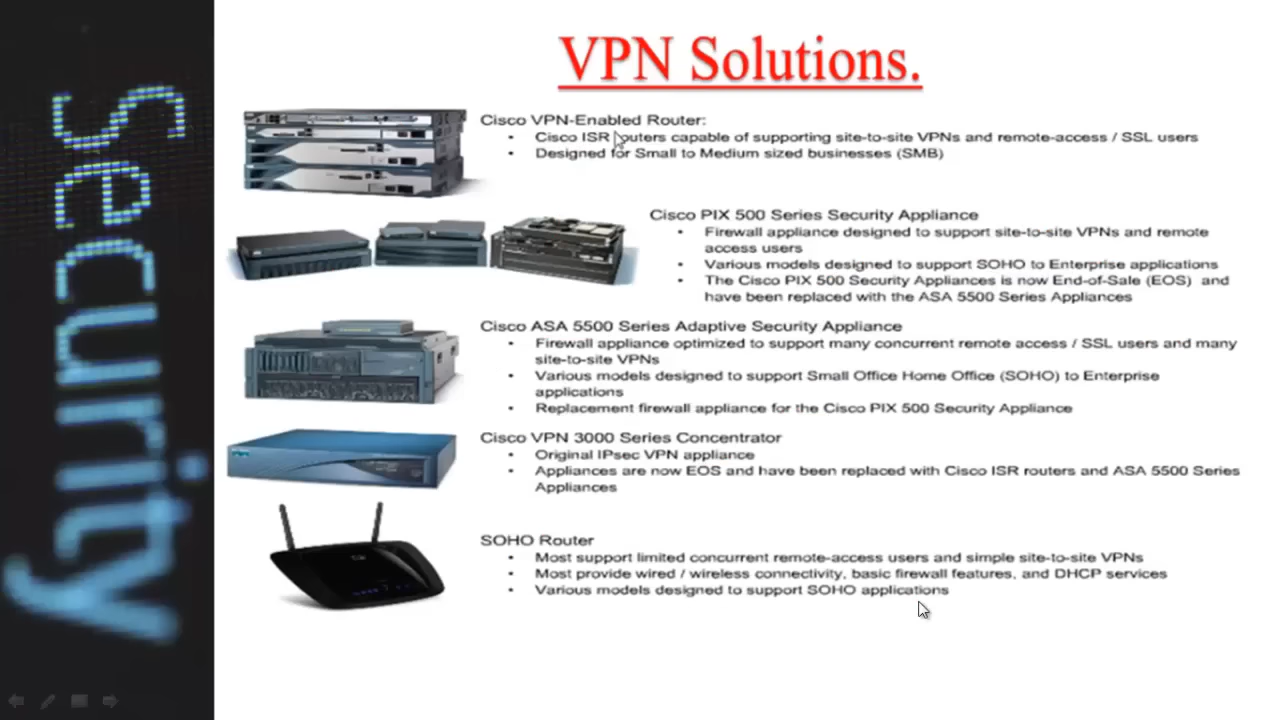 Security
VPN Solutions.
Cisco VPN-Enabled Router:
• Cisco ISR routers capable of supporting site-to-site VPNs and remote-access / SSL users
• Designed for Small to Medium sized businesses (SMB)
Cisco PIX 500 Series Security Appliance
• Firewall appliance designed to support site-to-site VPNs and remote
access users
• Various models designed to support SOHO to Enterprise applications
• The Cisco PIX 500 Security Appliances is now End-of-Sale (EOS) and
have been replaced with the ASA 5500 Series Appliances
Cisco ASA 5500 Series Adaptive Security Appliance
• Firewall appliance optimized to support many concurrent remote access / SSL users and many
site-to-site VPNs
• Various models designed to support Small Office Home Office (SOHO) to Enterprise
applications
• Replacement firewall appliance for the Cisco PIX 500 Security Appliance
Cisco VPN 3000 Series Concentrator
• Original IPsec VPN appliance
• Appliances are now EOS and have been replaced with Cisco ISR routers and ASA 5500 Series
Appliances
SOHO Router
• Most support limited concurrent remote-access users and simple site-to-site VPNs
• Most provide wired / wireless connectivity, basic firewall features, and DHCP services
• Various models designed to support SOHO applications